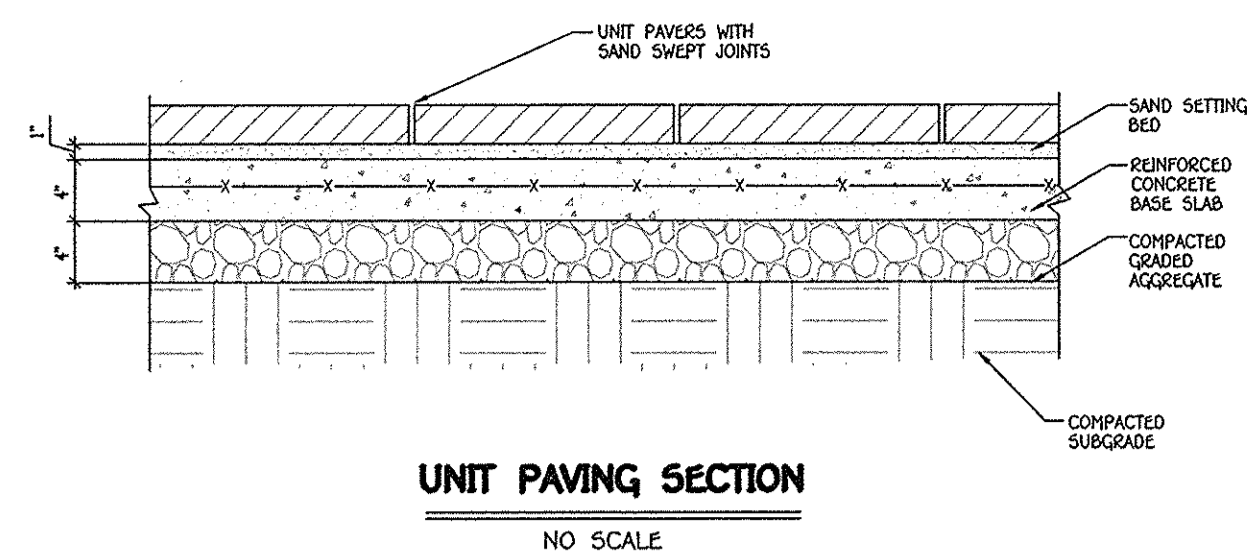 UNIT PAVERS WITH
SAND SWEPT JOINTS
SAND SETTING
BED
REINFORCED
CONCRETE
BASE SLAB
COMPACTED
GRADED
AGGREGATE
COMPACTED
SUBGRADE
1"
4"
4"
X X X X X X X X X
UNIT PAVING SECTION
NO SCALE